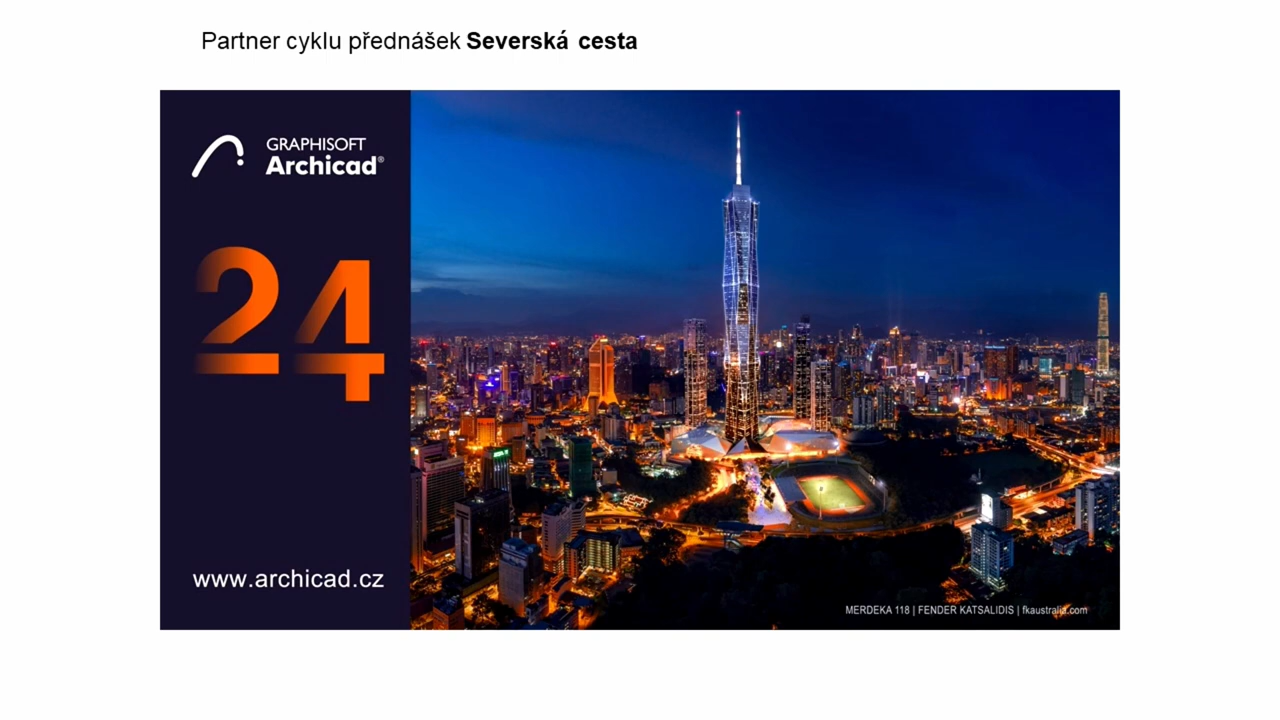 Partner cyklu přednášek Severská cesta
GRAPHISOFT
Archicad®
24
www.archicad.cz
MERDEKA 118 | FENDER KATSALIDIS | fkaustralia.com